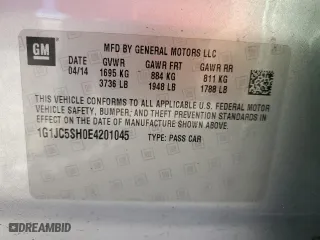 GM
MFD BY GENERAL MOTORS LLC
DATE GVWR GAWR FRT GAWR RR
04/14 1695 KG 884 KG 811 KG
3736 LB 1948 LB 1788 LB
THIS VEHICLE CONFORMS TO ALL APPLICABLE U.S. FEDERAL MOTOR
VEHICLE SAFETY, BUMPER, AND THEFT PREVENTION STANDARDS
IN EFFECT ON THE DATE OF MANUFACTURE SHOWN ABOVE.
1G1JC5SH0E4201045 TYPE: PASS CAR
© AutoBidMaster